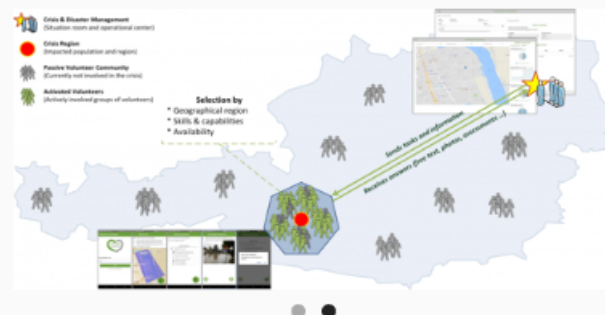 Crisis & Disaster Management
(Situation room and operational center)
Crisis Region
(Impacted population and region)
Passive Volunteer Community
(Currently not involved in the crisis)
Activated Volunteers
(Actively involved groups of volunteers)
Selection by
* Geographical region
* Skills & capabilities
* Availability
Sends tasks and information
Receives answers (live text, photos, assessments ...)